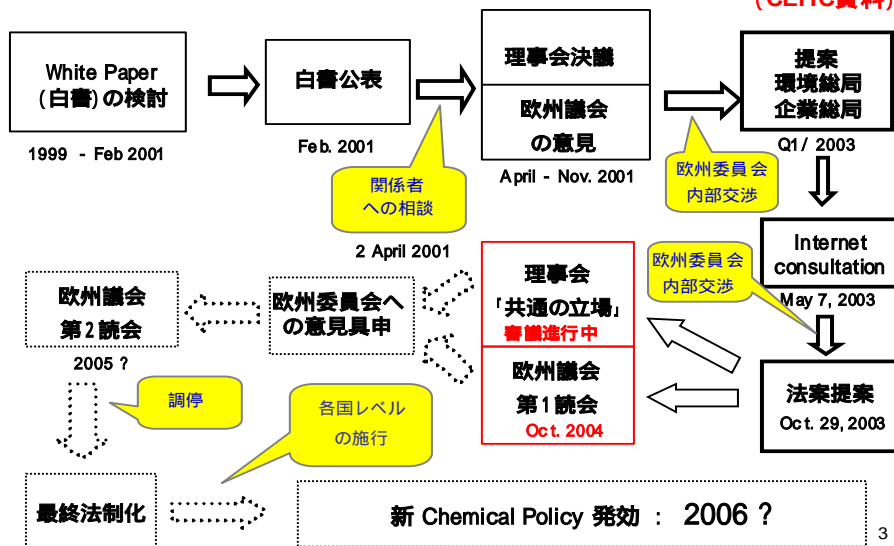 (CEFIC資料)
White Paper
(白書)の検討
1999 - Feb 2001
白書公表
Feb. 2001
関係者
への相談
2 April 2001
理事会決議
欧州議会
の意見
April - Nov. 2001
欧州委員会
内部交渉
提案
環境総局
企業総局
Q1/ 2003
Internet
consultation
May 7, 2003
欧州委員会
内部交渉
法案提案
Oct. 29, 2003
理事会
「共通の立場」
審議進行中
欧州議会
第1読会
Oct. 2004
欧州委員会へ
の意見具申
欧州議会
第2読会
2005 ?
調停
各国レベル
の施行
最終法制化
新 Chemical Policy 発効 : 2006 ?
3